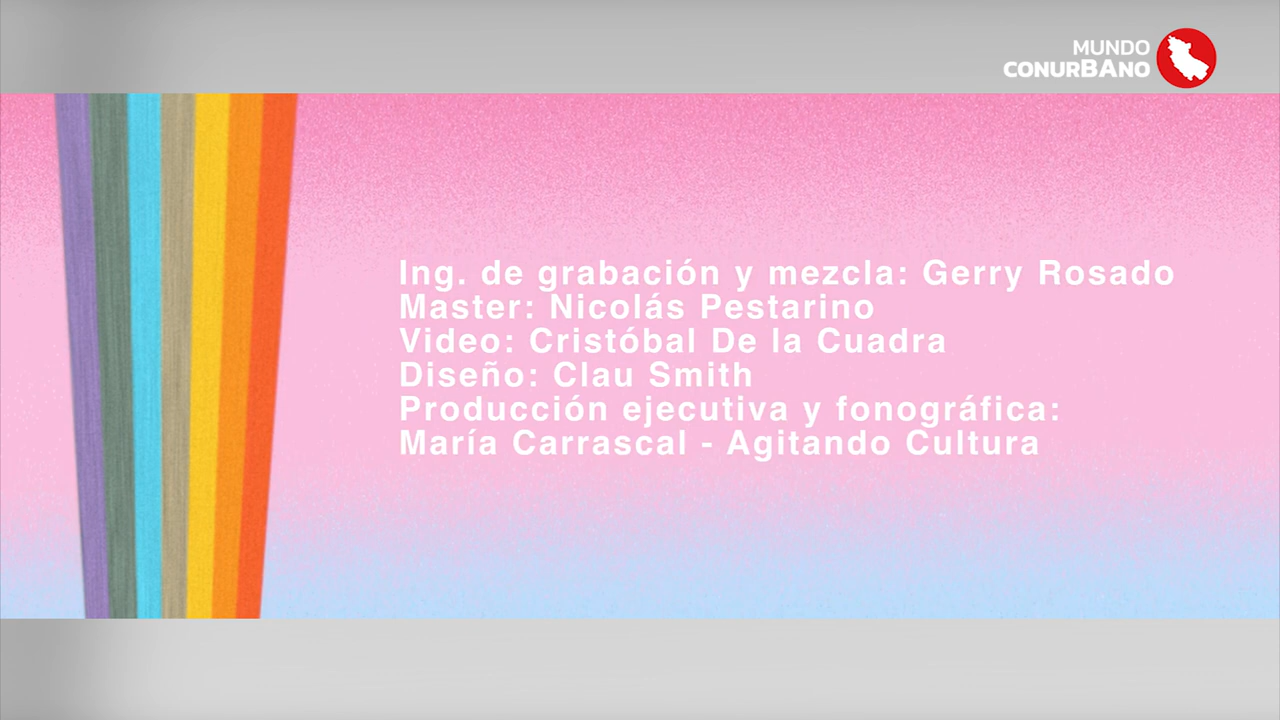 MUNDO
CONURBANO
Ing. de grabación y mezcla: Gerry Rosado
Master: Nicolás Pestarino
Video: Cristóbal De la Cuadra
Diseño: Clau Smith
Producción ejecutiva y fonográfica:
María Carrascal - Agitando Cultura